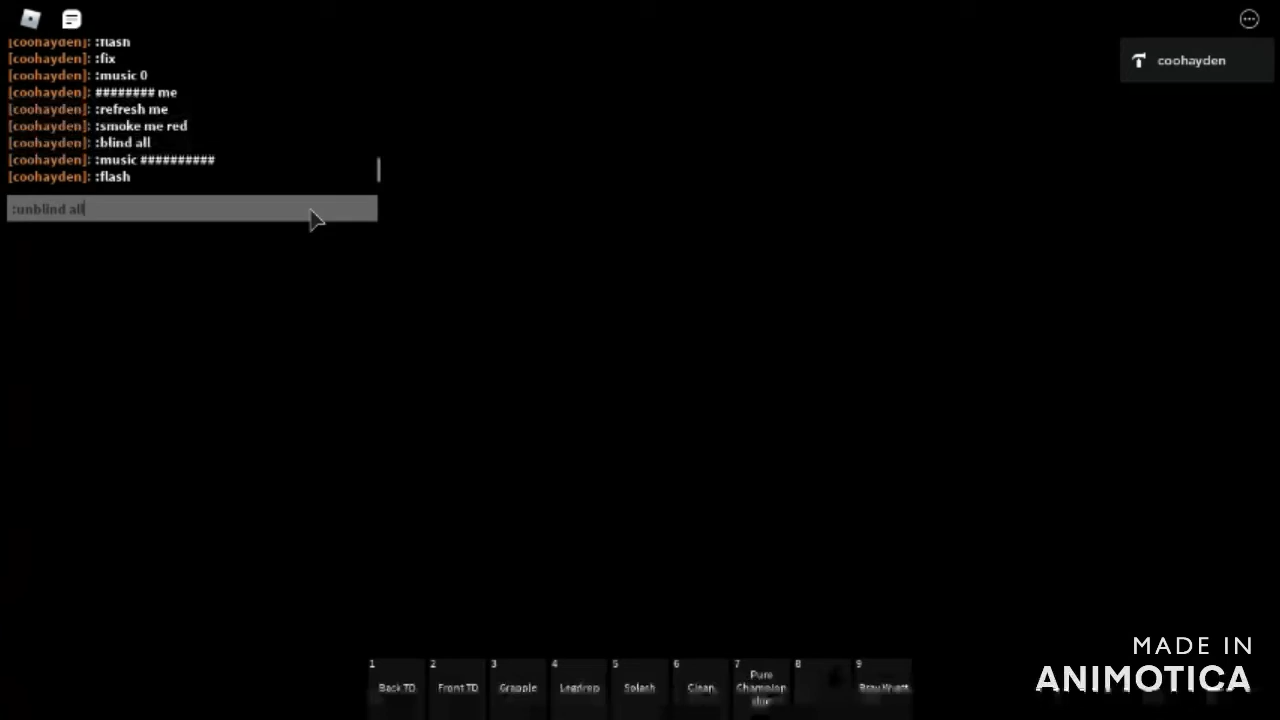 [coohayden]: :flash
[coohayden]: :fix
[coohayden]: :music 0
[coohayden]: ######## me
[coohayden]: :refresh me
[coohayden]: :smoke me red
[coohayden]: :blind all
[coohayden]: :music ##########
[coohayden]: :flash
:unblind all
coohayden
1 Back TD
2 Front TD
3 Grapple
4 Legdrop
5 Splash
6 Clean
7 Pure Champion
8
9 Bray Wyatt
MADE IN
ANIMOTICA